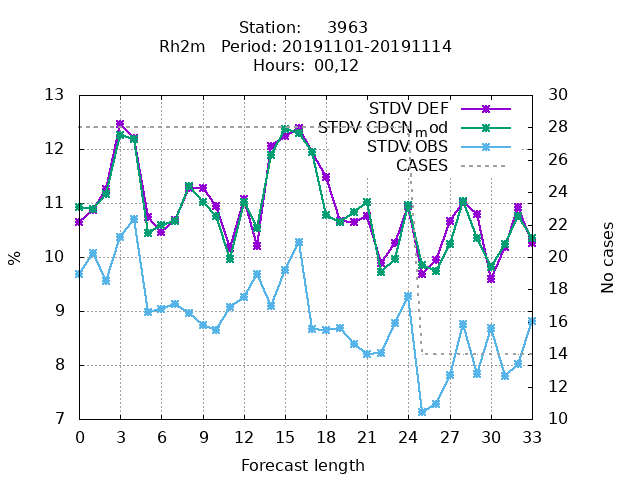 Station: 3963
Rh2m Period: 20191101-20191114
Hours: 00,12
STDV DEF
STDV CDCN_mod
STDV OBS
CASES
13
12
11
10
9
8
7
%
30
28
26
24
22
20
18
16
14
12
10
No cases
0 3 6 9 12 15 18 21 24 27 30 33
Forecast length